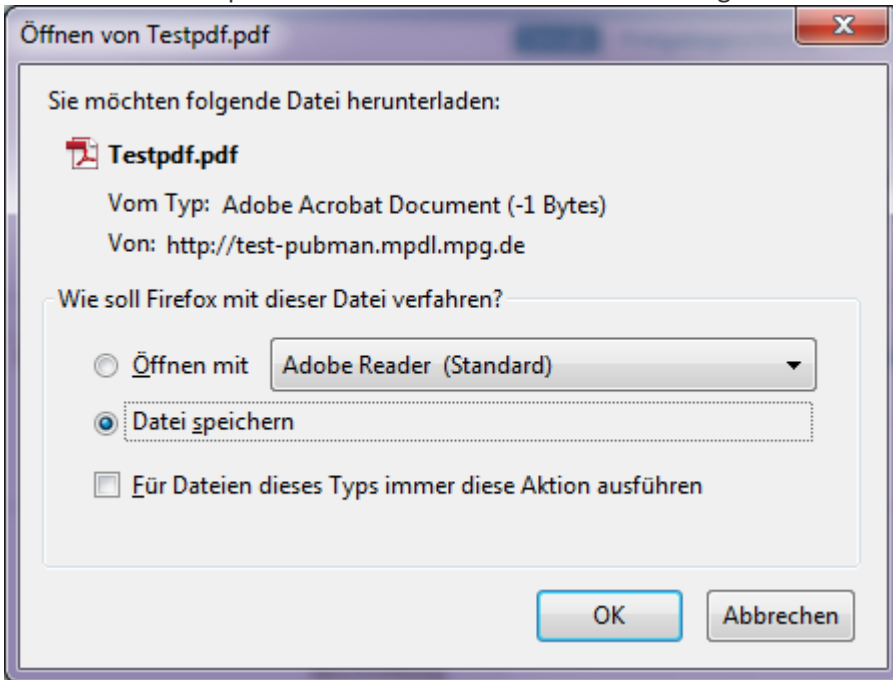 Öffnen von Testpdf.pdf
Sie möchten folgende Datei herunterladen:
Testpdf.pdf
Vom Typ: Adobe Acrobat Document (-1 Bytes)
Von: http://test-pubman.mpdl.mpg.de
Wie soll Firefox mit dieser Datei verfahren?
Öffnen mit Adobe Reader (Standard)
Datei speichern
Für Dateien dieses Typs immer diese Aktion ausführen
OK Abbrechen